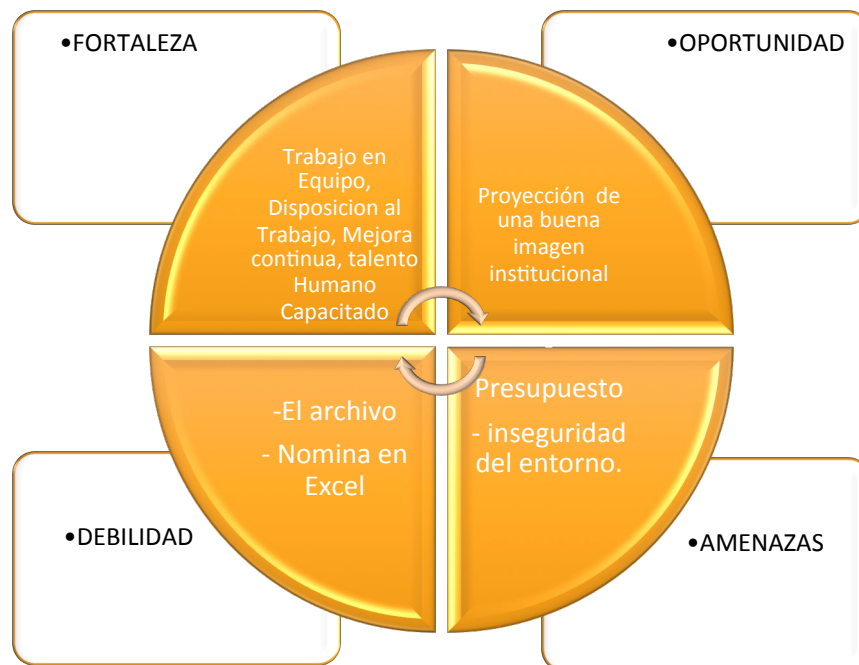 •FORTALEZA
•OPORTUNIDAD
Trabajo en
Equipo,
Disposicion al
Trabajo, Mejora
continua, talento
Humano
Capacitado
Proyección de
una buena
imagen
institucional
-El archivo
- Nomina en
Excel
-
Presupuesto
- inseguridad
del entorno.
•DEBILIDAD
•AMENAZAS